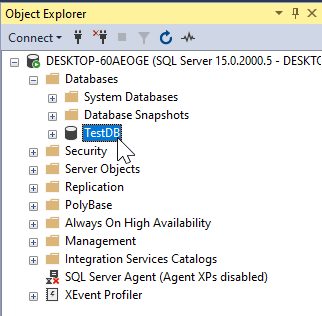 Object Explorer
Connect
DESKTOP-60AEOGE (SQL Server 15.0.2000.5 - DESKTO
Databases
System Databases
Database Snapshots
TestDB
Security
Server Objects
Replication
PolyBase
Always On High Availability
Management
Integration Services Catalogs
SQL Server Agent (Agent XPs disabled)
XEvent Profiler